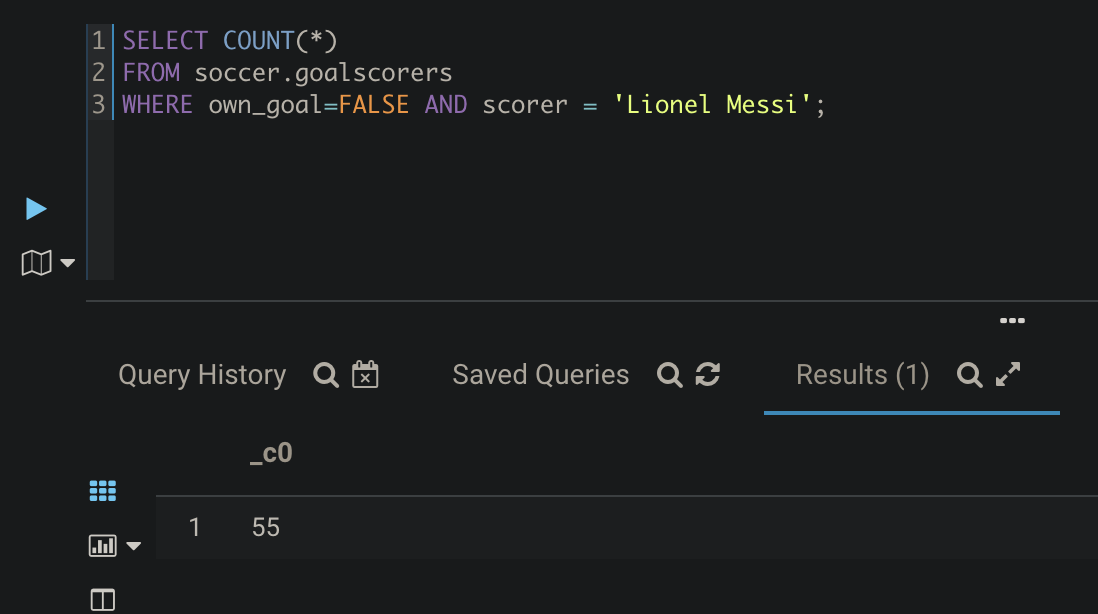 1 SELECT COUNT(*)
2 FROM soccer.goalscorers
3 WHERE own_goal=FALSE AND scorer = 'Lionel Messi';
Query History Saved Queries Results (1)
_c0
1 55